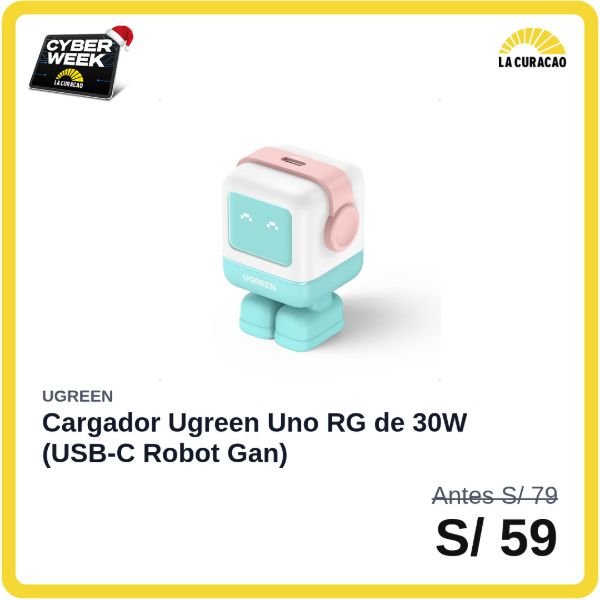 CYBER
WEEK
LA CURACAO
LA CURACAO
UGREEN
UGREEN
Cargador Ugreen Uno RG de 30W
(USB-C Robot Gan)
Antes S/ 79
S/ 59